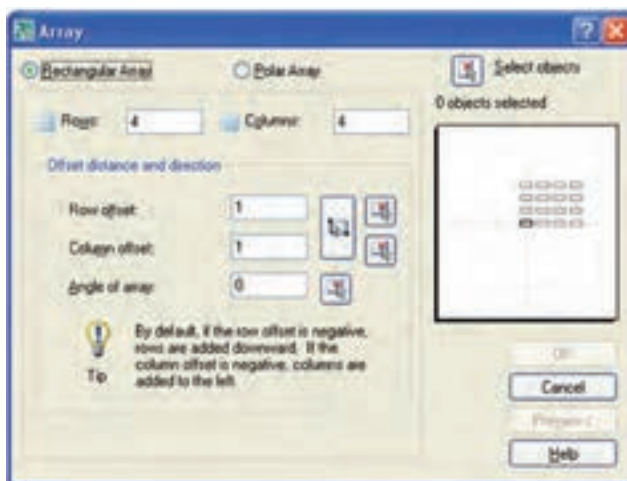 Array
Rectangular Array
Polar Array
Select objects
0 objects selected
Rows: 4
Columns: 4
Offset distance and direction
Row offset: 1
Column offset: 1
Angle of array: 0
Tip
By default, if the row offset is negative,
rows are added downward. If the
column offset is negative, columns are
added to the left.
OK
Cancel
Preview <
Help